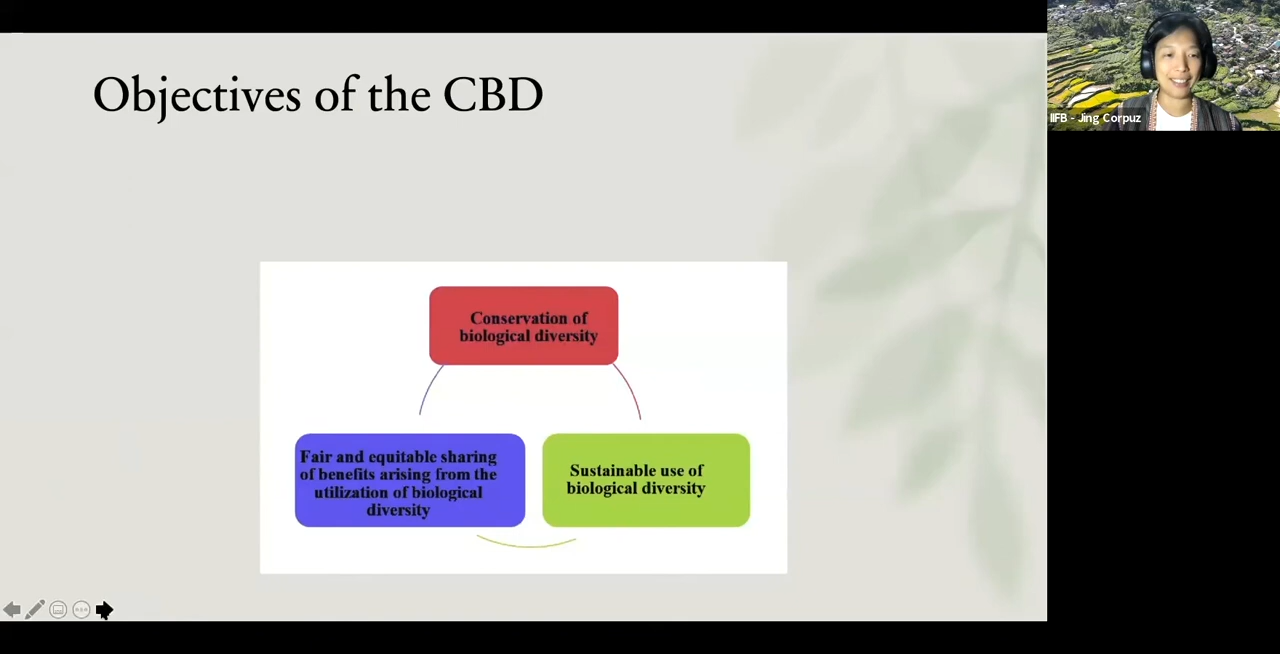 Objectives of the CBD
IIFB - Jing Corpuz
Conservation of
biological diversity
Fair and equitable sharing
of benefits arising from the
utilization of biological
diversity
Sustainable use of
biological diversity